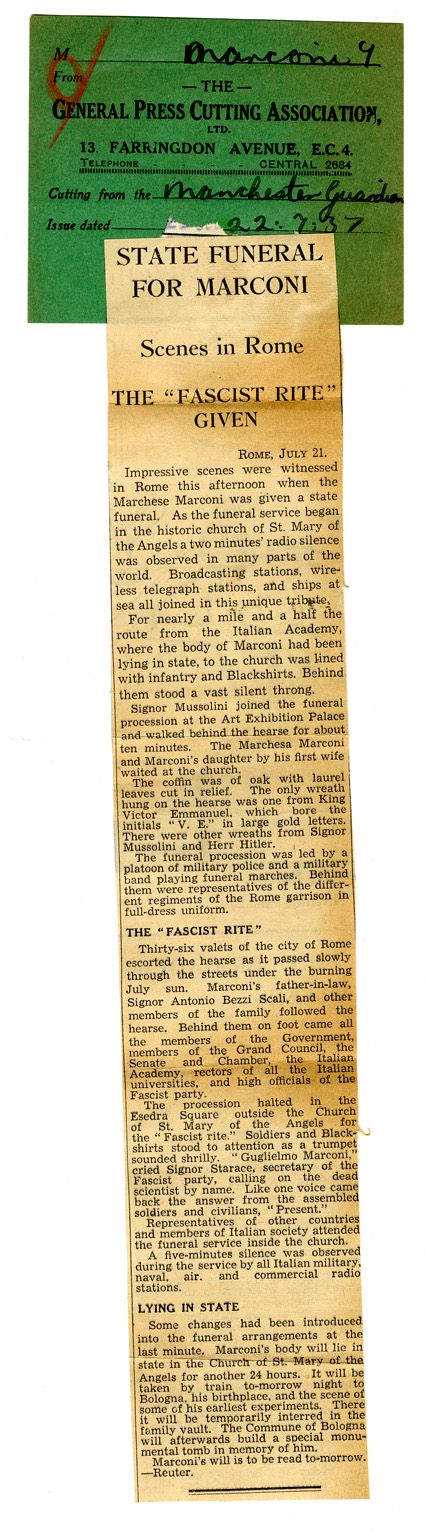 M Marconi 9
From
— THE —
GENERAL PRESS CUTTING ASSOCIATION,
LTD.
13, FARRINGDON AVENUE, E.C.4.
TELEPHONE - - - CENTRAL 2684
Cutting from the Manchester Guardian
Issue dated 22:7:37
STATE FUNERAL
FOR MARCONI
Scenes in Rome
THE “FASCIST RITE”
GIVEN
ROME, JULY 21.
Impressive scenes were witnessed
in Rome this afternoon when the
Marchese Marconi was given a state
funeral. As the funeral service began
in the historic church of St. Mary of
the Angels a two minutes’ radio silence
was observed in many parts of the
world. Broadcasting stations, wire-
less telegraph stations, and ships at
sea all joined in this unique tribute.
For nearly a mile and a half the
route from the Italian Academy,
where the body of Marconi had been
lying in state, to the church was lined
with infantry and Blackshirts. Behind
them stood a vast silent throng.
Signor Mussolini joined the funeral
procession at the Art Exhibition Palace
and walked behind the hearse for about
ten minutes. The Marchesa Marconi
and Marconi’s daughter by his first wife
waited at the church.
The coffin was of oak with laurel
leaves cut in relief. The only wreath
hung on the hearse was one from King
Victor Emmanuel, which bore the
initials “V. E.” in large gold letters.
There were other wreaths from Signor
Mussolini and Herr Hitler.
The funeral procession was led by a
platoon of military police and a military
band playing funeral marches. Behind
them were representatives of the differ-
ent regiments of the Rome garrison in
full-dress uniform.
THE “FASCIST RITE”
Thirty-six valets of the city of Rome
escorted the hearse as it passed slowly
through the streets under the burning
July sun. Marconi’s father-in-law,
Signor Antonio Bezzi Scali, and other
members of the family followed the
hearse. Behind them on foot came all
the members of the Government,
members of the Grand Council, the
Senate and Chamber, the Italian
Academy, rectors of all the Italian
universities, and high officials of the
Fascist party.
The procession halted in the
Esedra Square outside the Church
of St. Mary of the Angels for
the “Fascist rite.” Soldiers and Black-
shirts stood to attention as a trumpet
sounded shrilly. “Guglielmo Marconi,”
cried Signor Starace, secretary of the
Fascist party, calling on the dead
scientist by name. Like one voice came
back the answer from the assembled
soldiers and civilians, “Present.”
Representatives of other countries
and members of Italian society attended
the funeral service inside the church.
A five-minutes silence was observed
during the service by all Italian military,
naval, air. and commercial radio
stations.
LYING IN STATE
Some changes had been introduced
into the funeral arrangements at the
last minute. Marconi’s body will lie in
state in the Church of St. Mary of the
Angels for another 24 hours. It will be
taken by train to-morrow night to
Bologna, his birthplace, and the scene of
some of his earliest experiments. There
it will be temporarily interred in the
family vault. The Commune of Bologna
will afterwards build a special monu-
mental tomb in memory of him.
Marconi’s will is to be read to-morrow.
—Reuter.